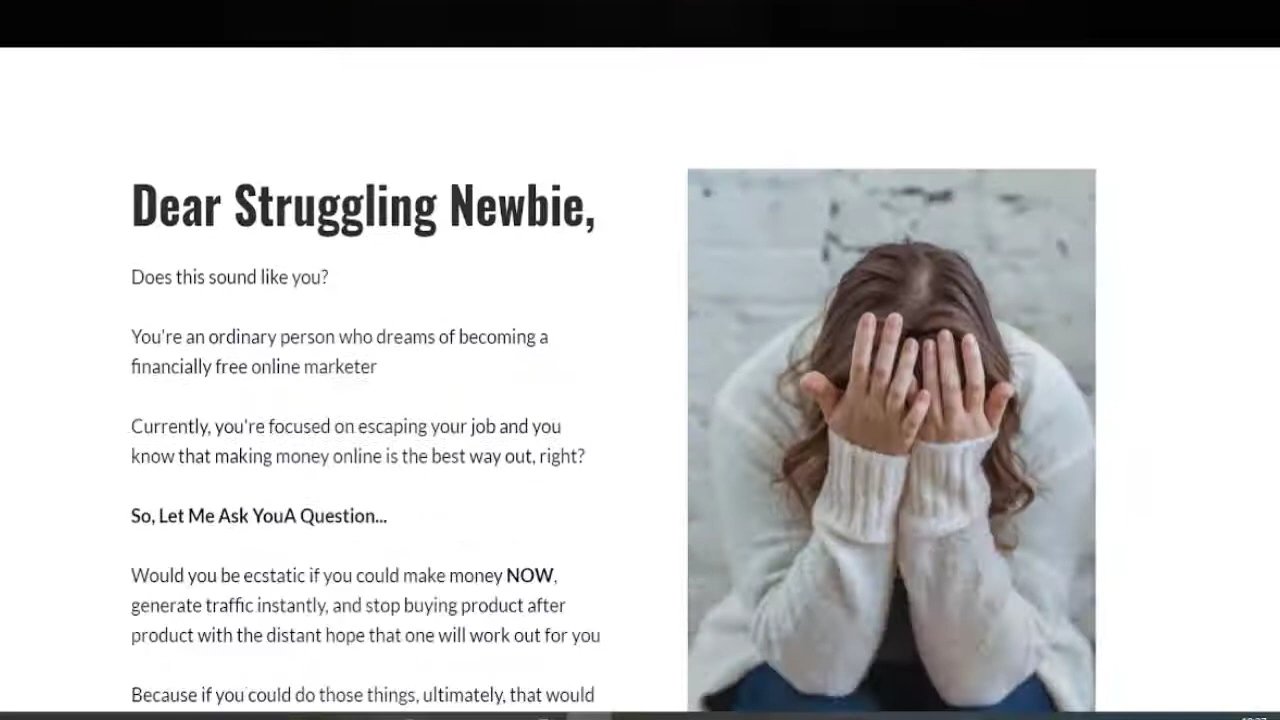 Dear Struggling Newbie,
Does this sound like you?
You're an ordinary person who dreams of becoming a
financially free online marketer
Currently, you're focused on escaping your job and you
know that making money online is the best way out, right?
So, Let Me Ask YouA Question...
Would you be ecstatic if you could make money NOW,
generate traffic instantly, and stop buying product after
product with the distant hope that one will work out for you
Because if you could do those things, ultimately, that would